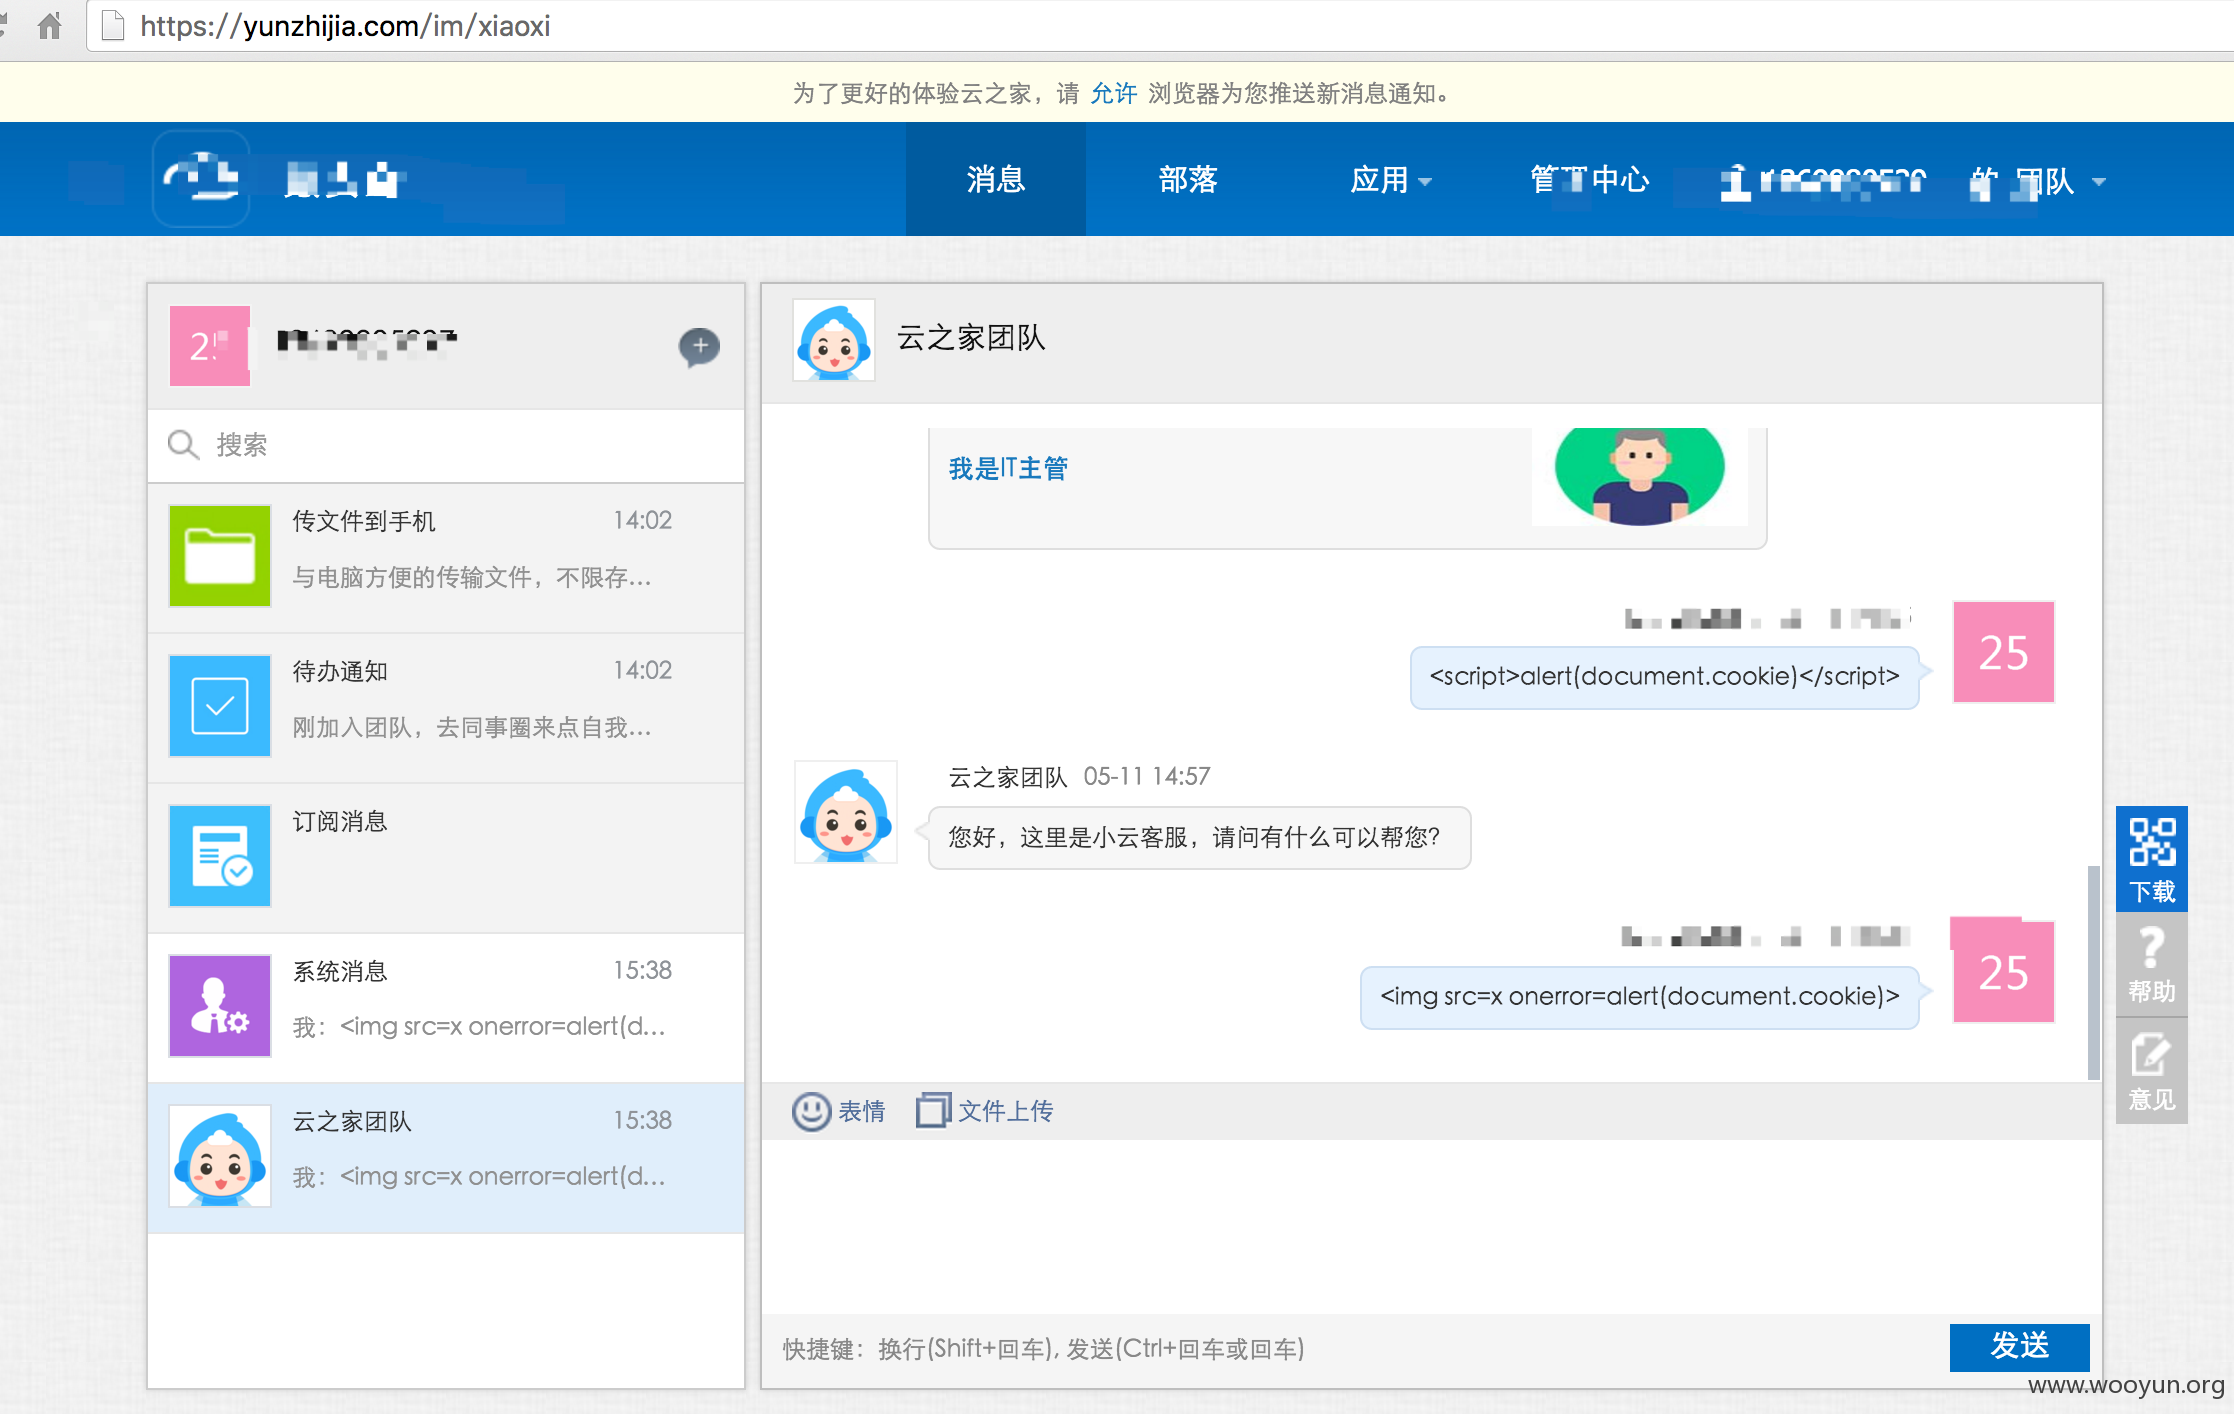 https://yunzhijia.com/im/xiaoxi
为了更好的体验云之家，请 允许 浏览器为您推送新消息通知。
消息
部落
应用
管理中心
的 团队
搜索
传文件到手机 14:02
与电脑方便的传输文件，不限存...
待办通知 14:02
刚加入团队，去同事圈来点自我...
订阅消息
系统消息 15:38
我：<img src=x onerror=alert(d...
云之家团队 15:38
我：<img src=x onerror=alert(d...
云之家团队
我是IT主管
25
<script>alert(document.cookie)</script>
云之家团队 05-11 14:57
您好，这里是小云客服，请问有什么可以帮您？
25
<img src=x onerror=alert(document.cookie)>
表情 文件上传
快捷键：换行(Shift+回车), 发送(Ctrl+回车或回车)
发送
下载
帮助
意见
www.wooyun.org